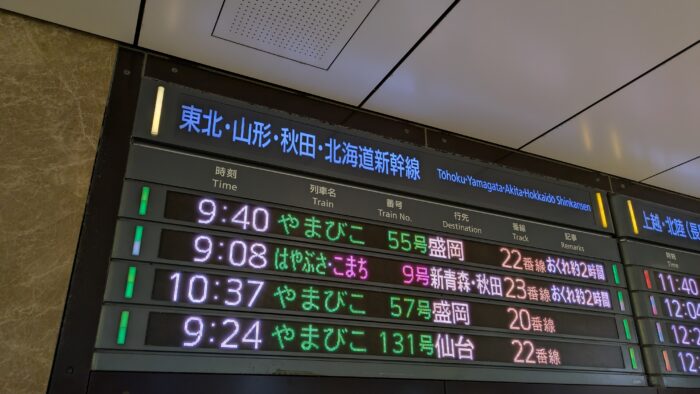 東北・山形・秋田・北海道新幹線 Tōhoku・Yamagata・Akita・Hokkaido Shinkansen
時刻 列車名 番号 行先 番線 記事
Time Train Train No. Destination Track Remarks
9:40 やまびこ 55号 盛岡 22番線 おくれ約2時間
9:08 はやぶさ・こまち 9号 新青森・秋田 23番線 おくれ約2時間
10:37 やまびこ 57号 盛岡 20番線
9:24 やまびこ 131号 仙台 22番線
上越・北陸(長
時刻
Time
11:40
12:04